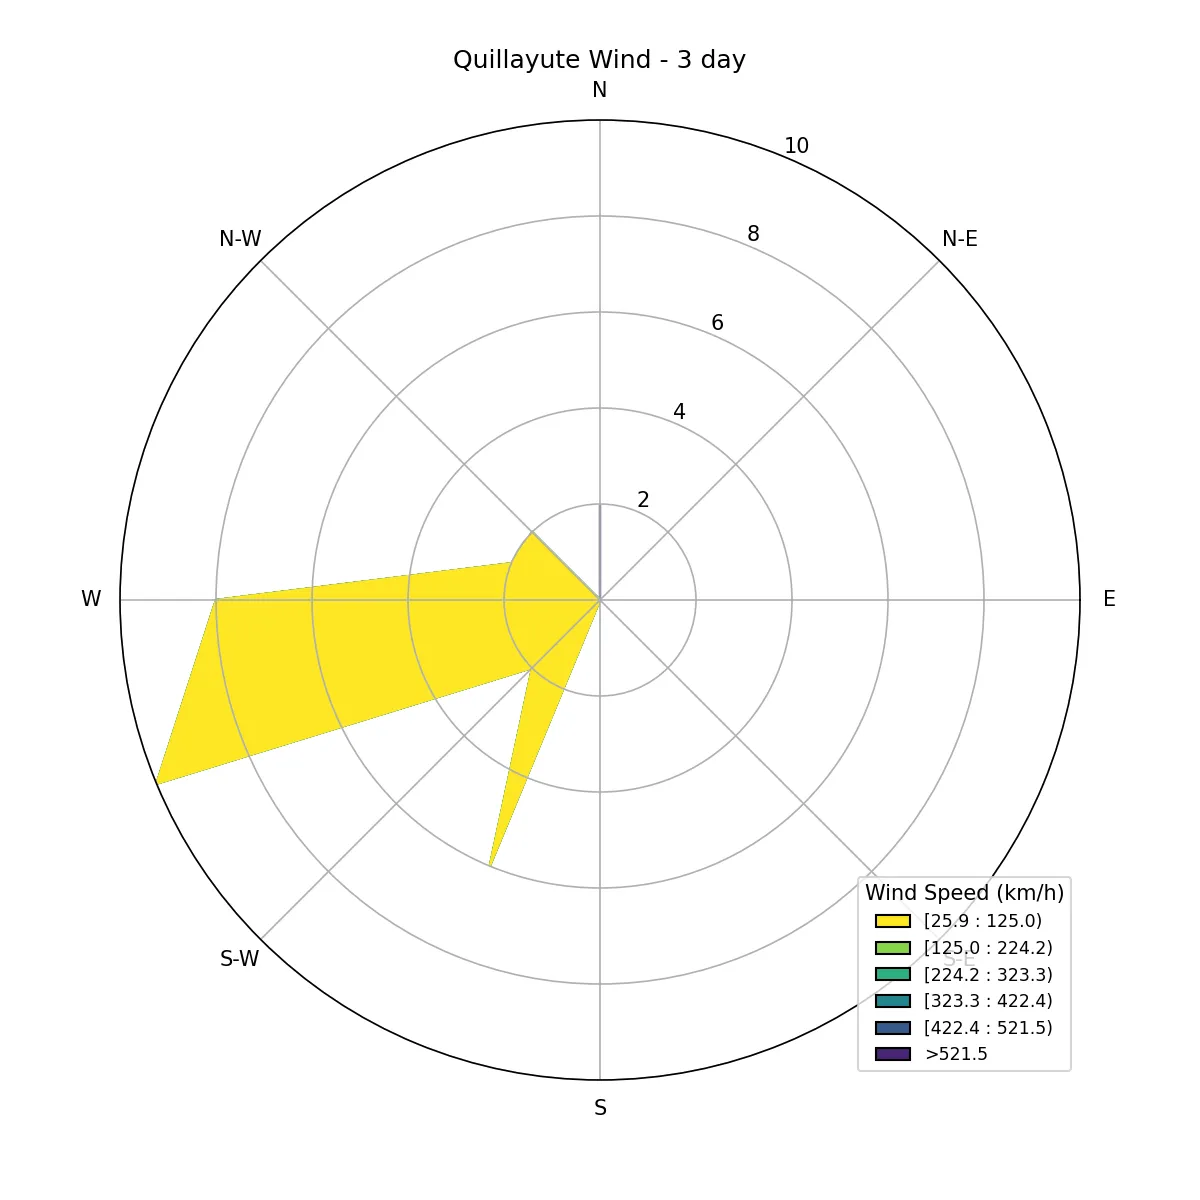 Quillayute Wind - 3 day
N
10
N-W
N-E
8
6
4
2
W
E
S-W
S-E
S
Wind Speed (km/h)
[25.9 : 125.0)
[125.0 : 224.2)
[224.2 : 323.3)
[323.3 : 422.4)
[422.4 : 521.5)
>521.5